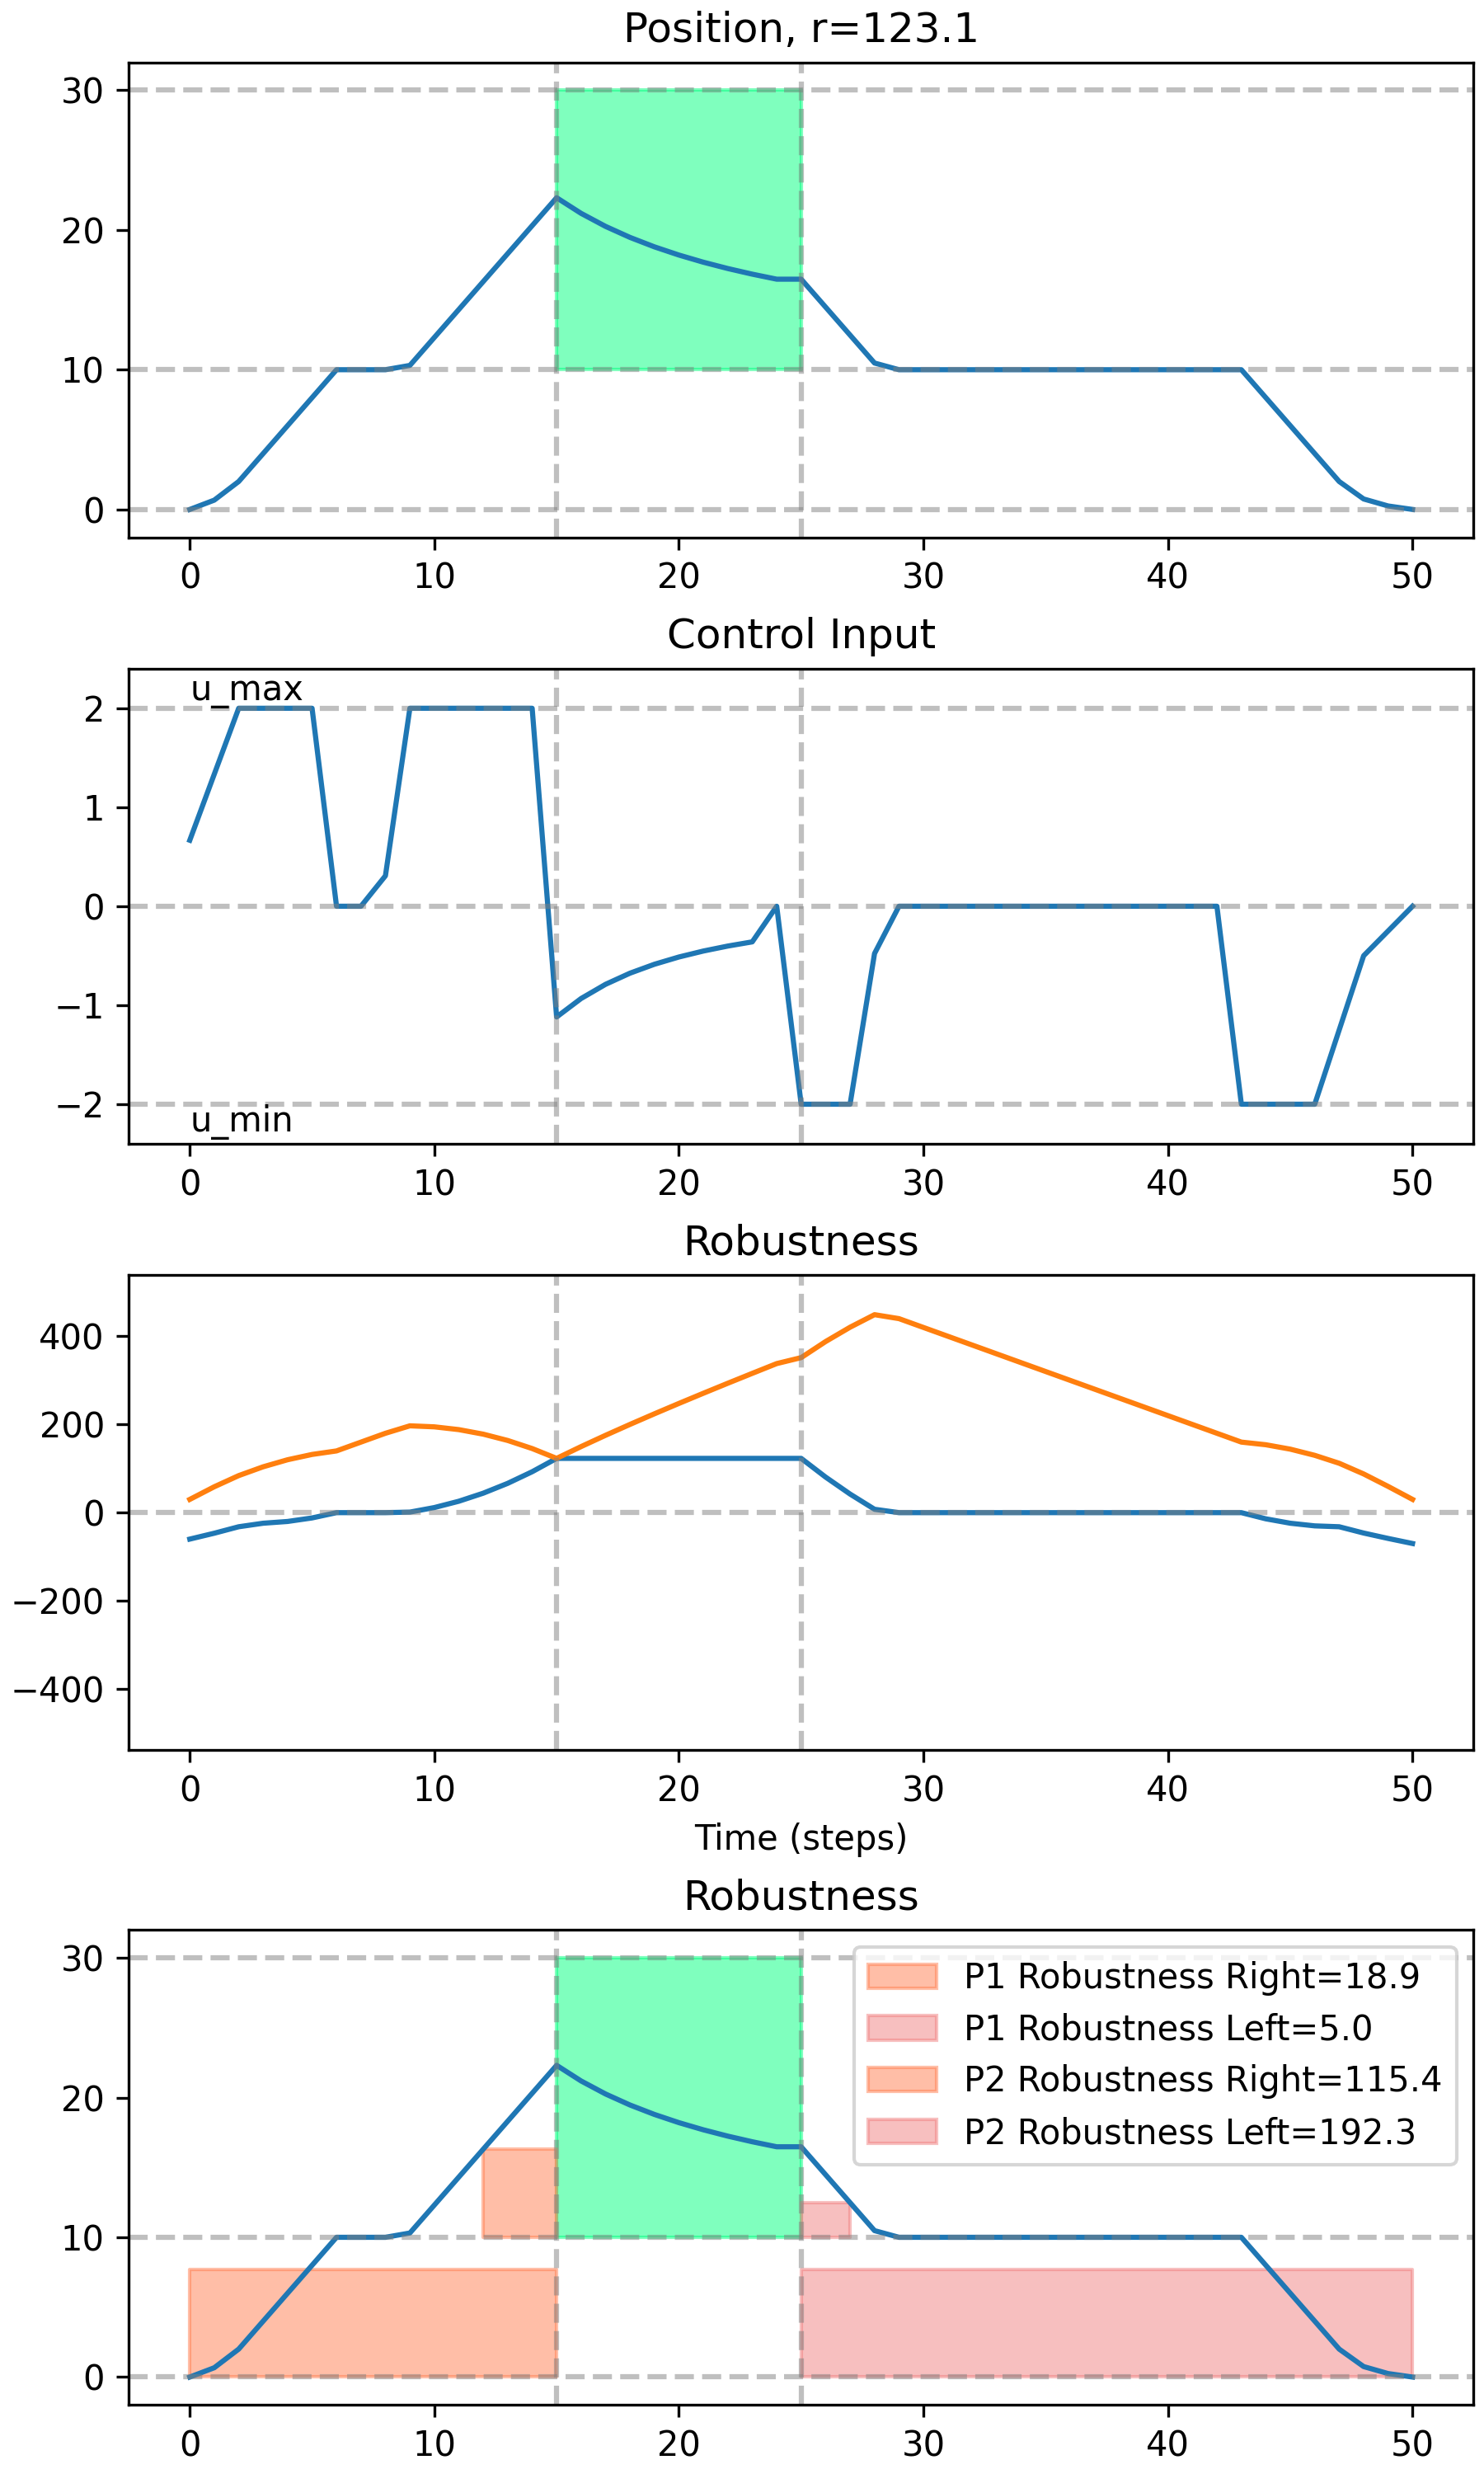 Position, r=123.1
30
20
10
0
0 10 20 30 40 50
Control Input
u_max
2
1
0
−1
−2
u_min
0 10 20 30 40 50
Robustness
400
200
0
−200
−400
0 10 20 30 40 50
Time (steps)
Robustness
30
P1 Robustness Right=18.9
P1 Robustness Left=5.0
20
P2 Robustness Right=115.4
P2 Robustness Left=192.3
10
0
0 10 20 30 40 50